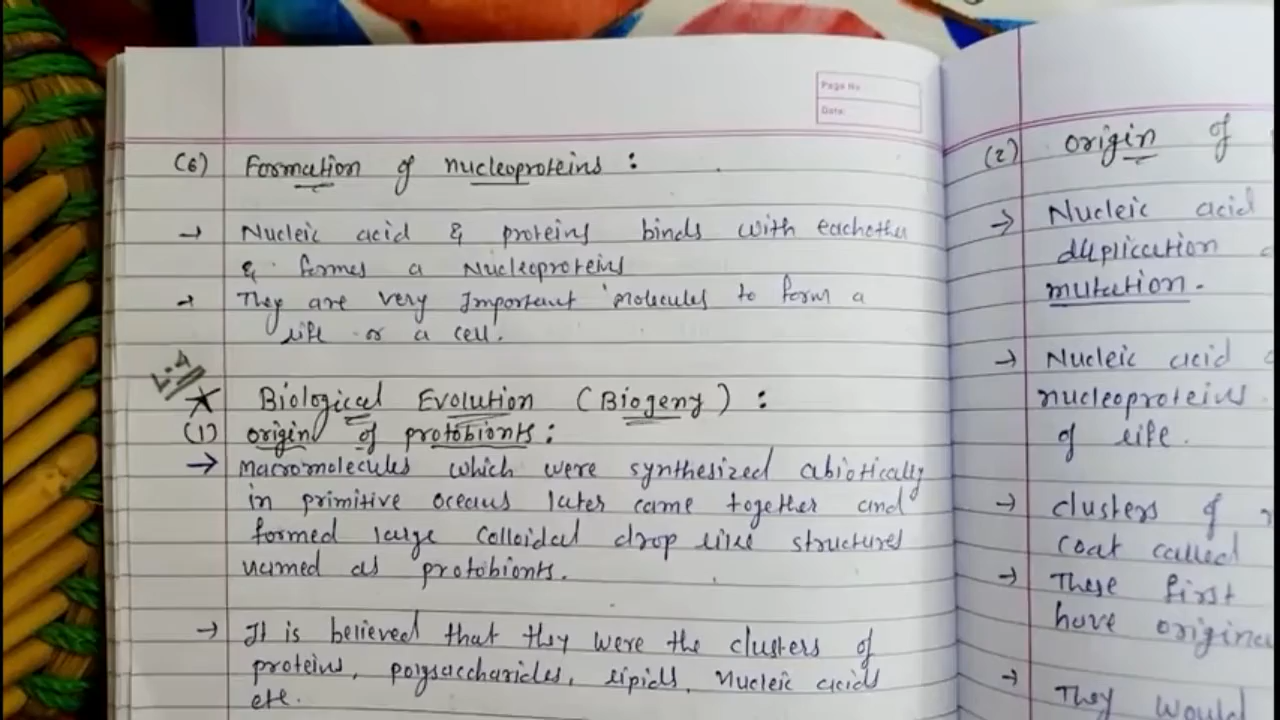 Page No
Date:
(6) Formation of nucleoproteins :
→ Nucleic acid & proteins binds with eachother
& formes a Nucleoproteins
→ They are very Important molecules to form a
life or a cell.
L-4
★ Biological Evolution (Biogeny) :
(1) origin of protobionts :
→ Macromolecules which were synthesized abiotically
in primitive oceans later came together and
formed large Colloidal drop like structures
named as protobionts.
→ It is believed that they were the clusters of
proteins, polysaccharides, lipids, Nucleic acids
etc.
(2) origin of
→ Nucleic acid
duplication
mutation.
→ Nucleic acid
nucleoproteins
of life.
→ clusters of
coat called
→ These first
have origina
→ They would